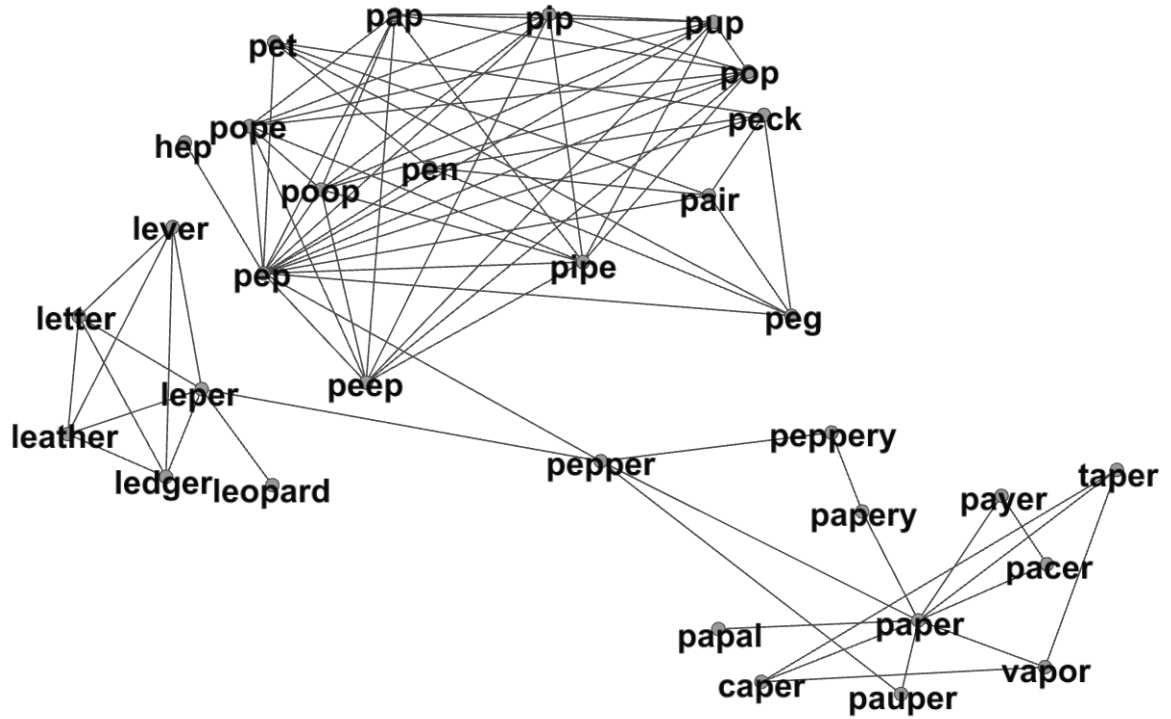 pap
pip
pup
pet
pop
pope
peck
hep
pen
poop
pair
lever
pep
pipe
letter
peg
leper
peep
leather
peppery
pepper
ledger
leopard
taper
payer
papery
pacer
papal
paper
caper
pauper
vapor